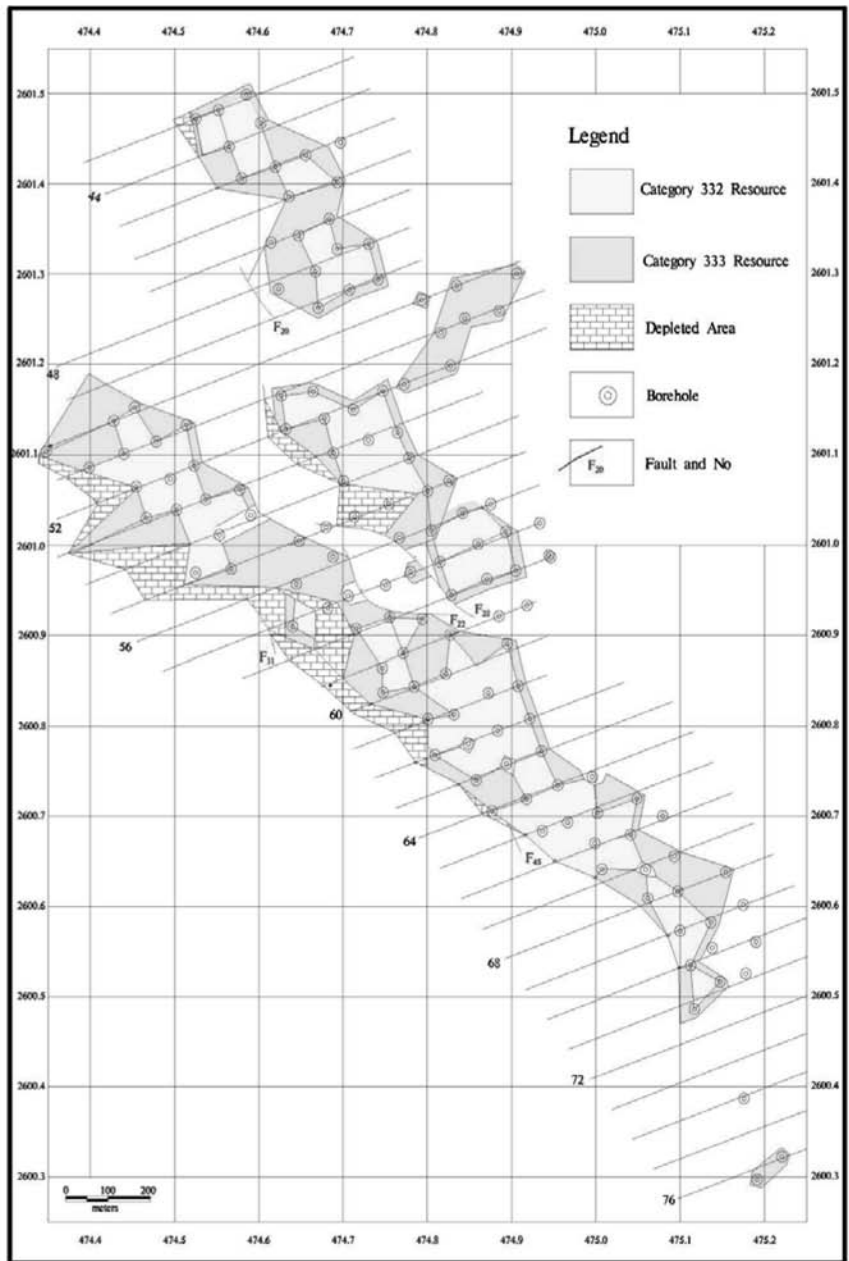 474.4 474.5 474.6 474.7 474.8 474.9 475.0 475.1 475.2
2601.5 2601.5
Legend
Category 332 Resource
44
2601.4 2601.4
Category 333 Resource
2601.3 2601.3
F20
Depleted Area
48
2601.2 2601.2
Borehole
2601.1 2601.1
F20 Fault and No
52
2601.0 2601.0
56
F22
F22
F31
2600.9 2600.9
60
2600.8 2600.8
64
2600.7 2600.7
F45
2600.6 2600.6
68
2600.5 2600.5
72
2600.4 2600.4
2600.3 2600.3
76
0 100 200
meters
474.4 474.5 474.6 474.7 474.8 474.9 475.0 475.1 475.2